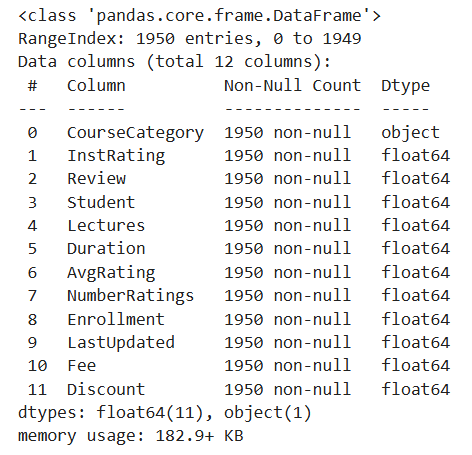 <class 'pandas.core.frame.DataFrame'>
RangeIndex: 1950 entries, 0 to 1949
Data columns (total 12 columns):
 #   Column          Non-Null Count  Dtype
---  ------          --------------  -----
 0   CourseCategory  1950 non-null   object
 1   InstRating      1950 non-null   float64
 2   Review          1950 non-null   float64
 3   Student         1950 non-null   float64
 4   Lectures        1950 non-null   float64
 5   Duration        1950 non-null   float64
 6   AvgRating       1950 non-null   float64
 7   NumberRatings   1950 non-null   float64
 8   Enrollment      1950 non-null   float64
 9   LastUpdated     1950 non-null   float64
 10  Fee             1950 non-null   float64
 11  Discount        1950 non-null   float64
dtypes: float64(11), object(1)
memory usage: 182.9+ KB